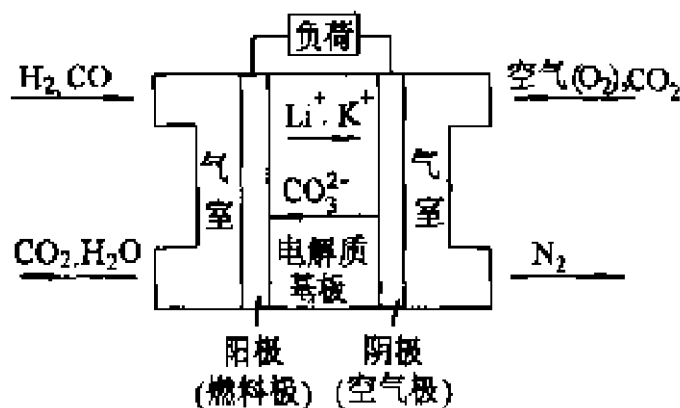 负荷
H₂,CO
空气(O₂),CO₂
Li⁺·K⁺
气室
气室
CO₃²⁻
CO₂,H₂O
电解质
基板
N₂
阳极
(燃料极)
阴极
(空气极)